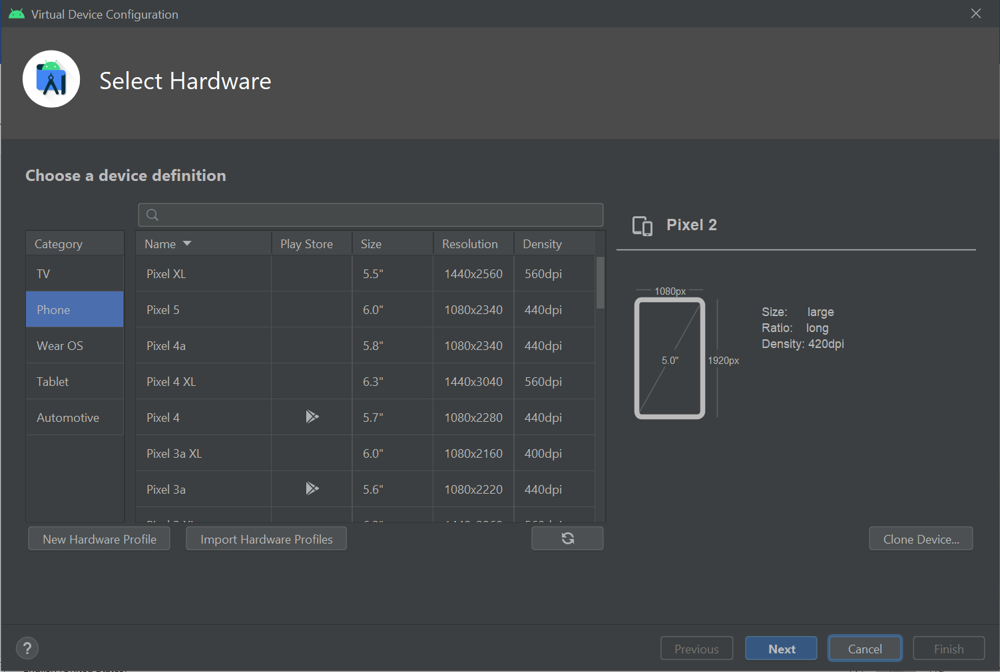 Virtual Device Configuration
Select Hardware
Choose a device definition
Category
TV
Phone
Wear OS
Tablet
Automotive
Name Play Store Size Resolution Density
Pixel XL 5.5" 1440x2560 560dpi
Pixel 5 6.0" 1080x2340 440dpi
Pixel 4a 5.8" 1080x2340 440dpi
Pixel 4 XL 6.3" 1440x3040 560dpi
Pixel 4 5.7" 1080x2280 440dpi
Pixel 3a XL 6.0" 1080x2160 400dpi
Pixel 3a 5.6" 1080x2220 440dpi
Pixel 2
1080px
5.0"
1920px
Size: large
Ratio: long
Density: 420dpi
New Hardware Profile
Import Hardware Profiles
Clone Device...
?
Previous
Next
Cancel
Finish